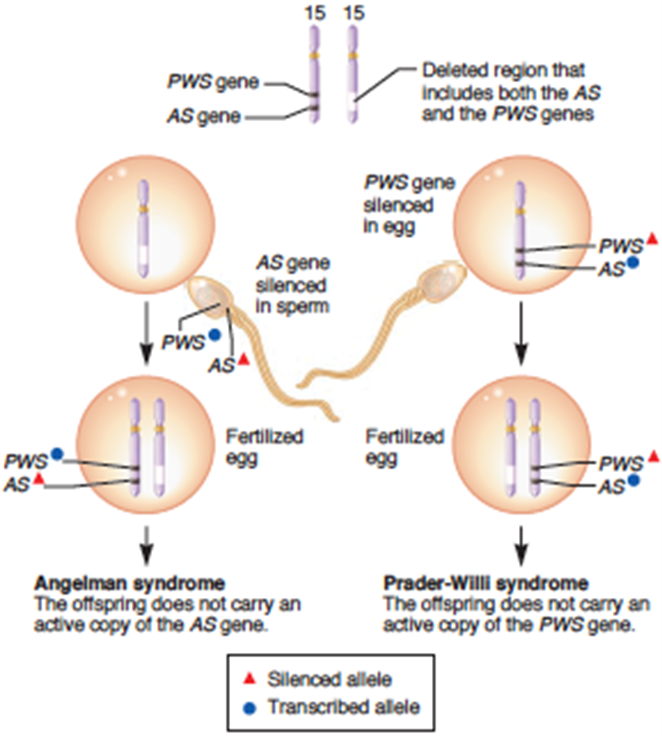 15 15
PWS gene
AS gene
Deleted region that
includes both the AS
and the PWS genes
PWS gene
silenced
in egg
PWS
AS
AS gene
silenced
in sperm
PWS
AS
Fertilized
egg
PWS
AS
Fertilized
egg
PWS
AS
Angelman syndrome
The offspring does not carry an
active copy of the AS gene.
Prader-Willi syndrome
The offspring does not carry an
active copy of the PWS gene.
Silenced allele
Transcribed allele